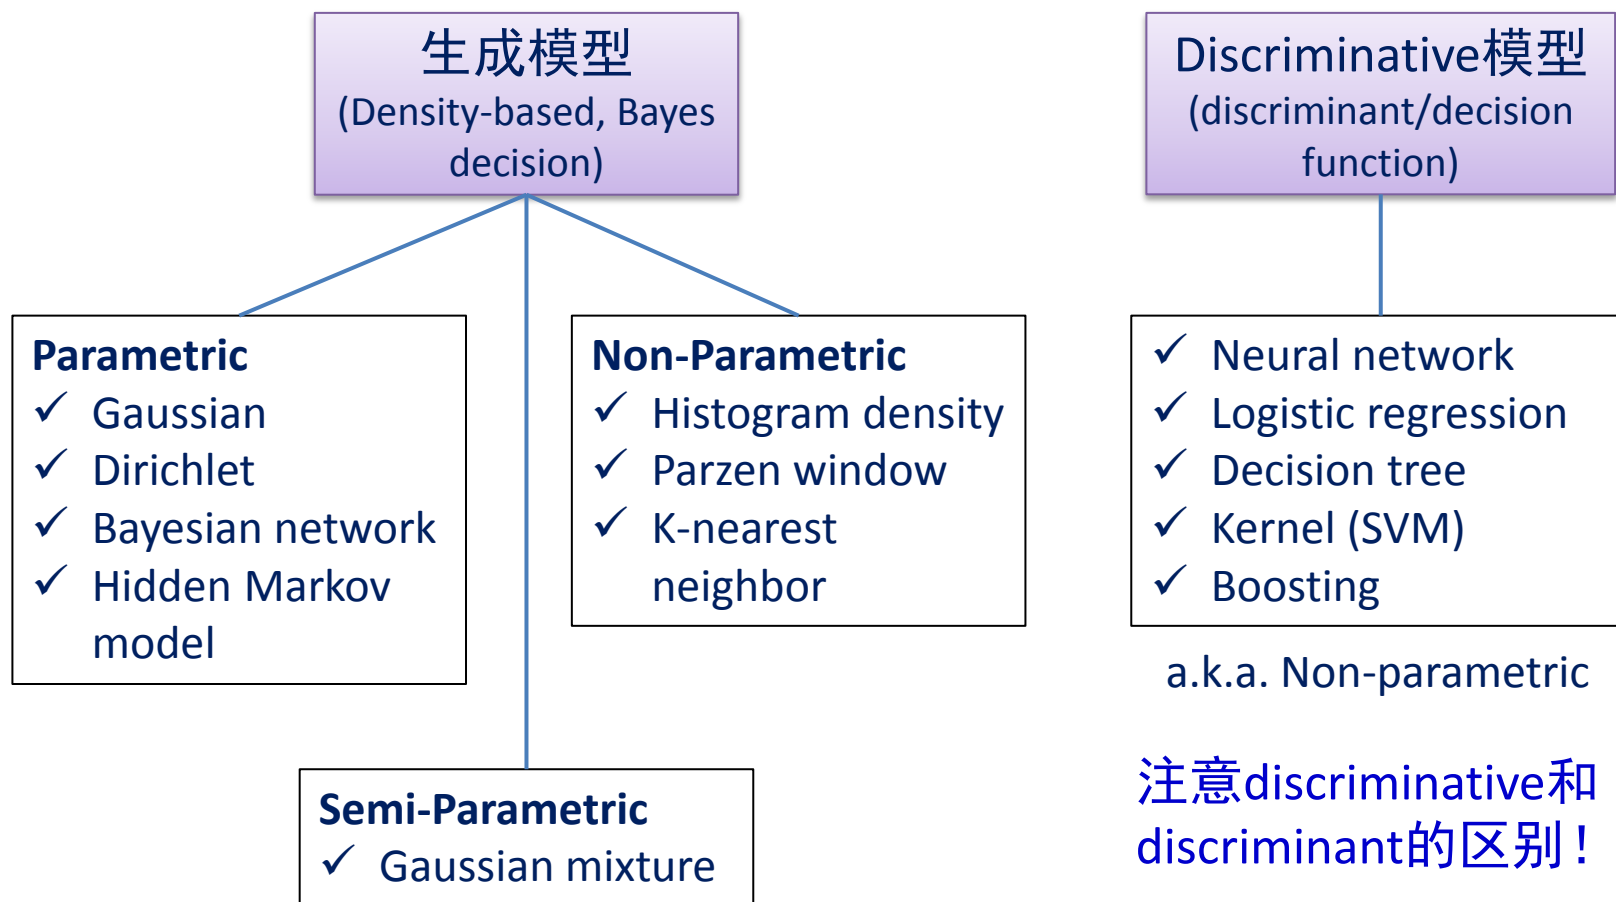 生成模型
(Density-based, Bayes
decision)
Discriminative模型
(discriminant/decision
function)
Parametric
✓ Gaussian
✓ Dirichlet
✓ Bayesian network
✓ Hidden Markov
model
Non-Parametric
✓ Histogram density
✓ Parzen window
✓ K-nearest
neighbor
✓ Neural network
✓ Logistic regression
✓ Decision tree
✓ Kernel (SVM)
✓ Boosting
a.k.a. Non-parametric
Semi-Parametric
✓ Gaussian mixture
注意discriminative和
discriminant的区别！